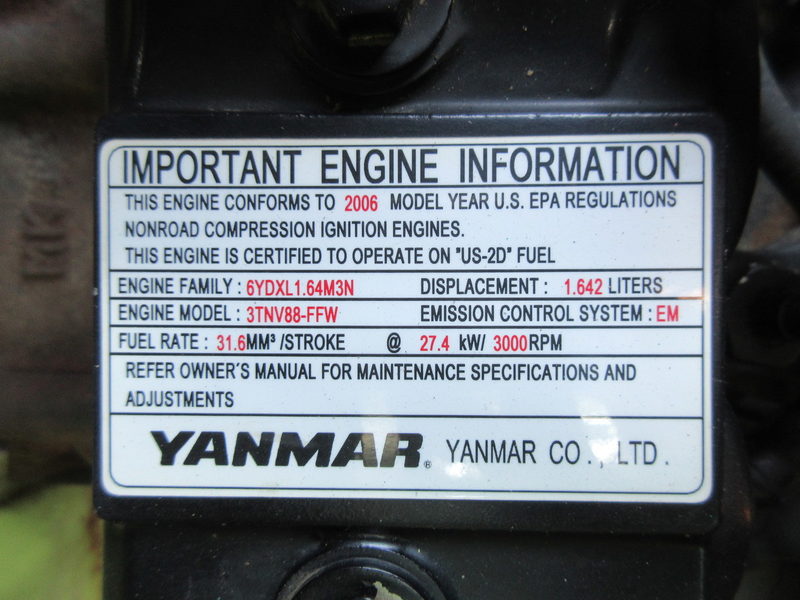 IMPORTANT ENGINE INFORMATION
THIS ENGINE CONFORMS TO 2006 MODEL YEAR U.S. EPA REGULATIONS
NONROAD COMPRESSION IGNITION ENGINES.
THIS ENGINE IS CERTIFIED TO OPERATE ON "US-2D" FUEL
ENGINE FAMILY : 6YDXL1.64M3N DISPLACEMENT : 1.642 LITERS
ENGINE MODEL : 3TNV88-FFW EMISSION CONTROL SYSTEM : EM
FUEL RATE : 31.6MM³ /STROKE @ 27.4 kW/ 3000RPM
REFER OWNER´S MANUAL FOR MAINTENANCE SPECIFICATIONS AND
ADJUSTMENTS
YANMAR® YANMAR CO., LTD.